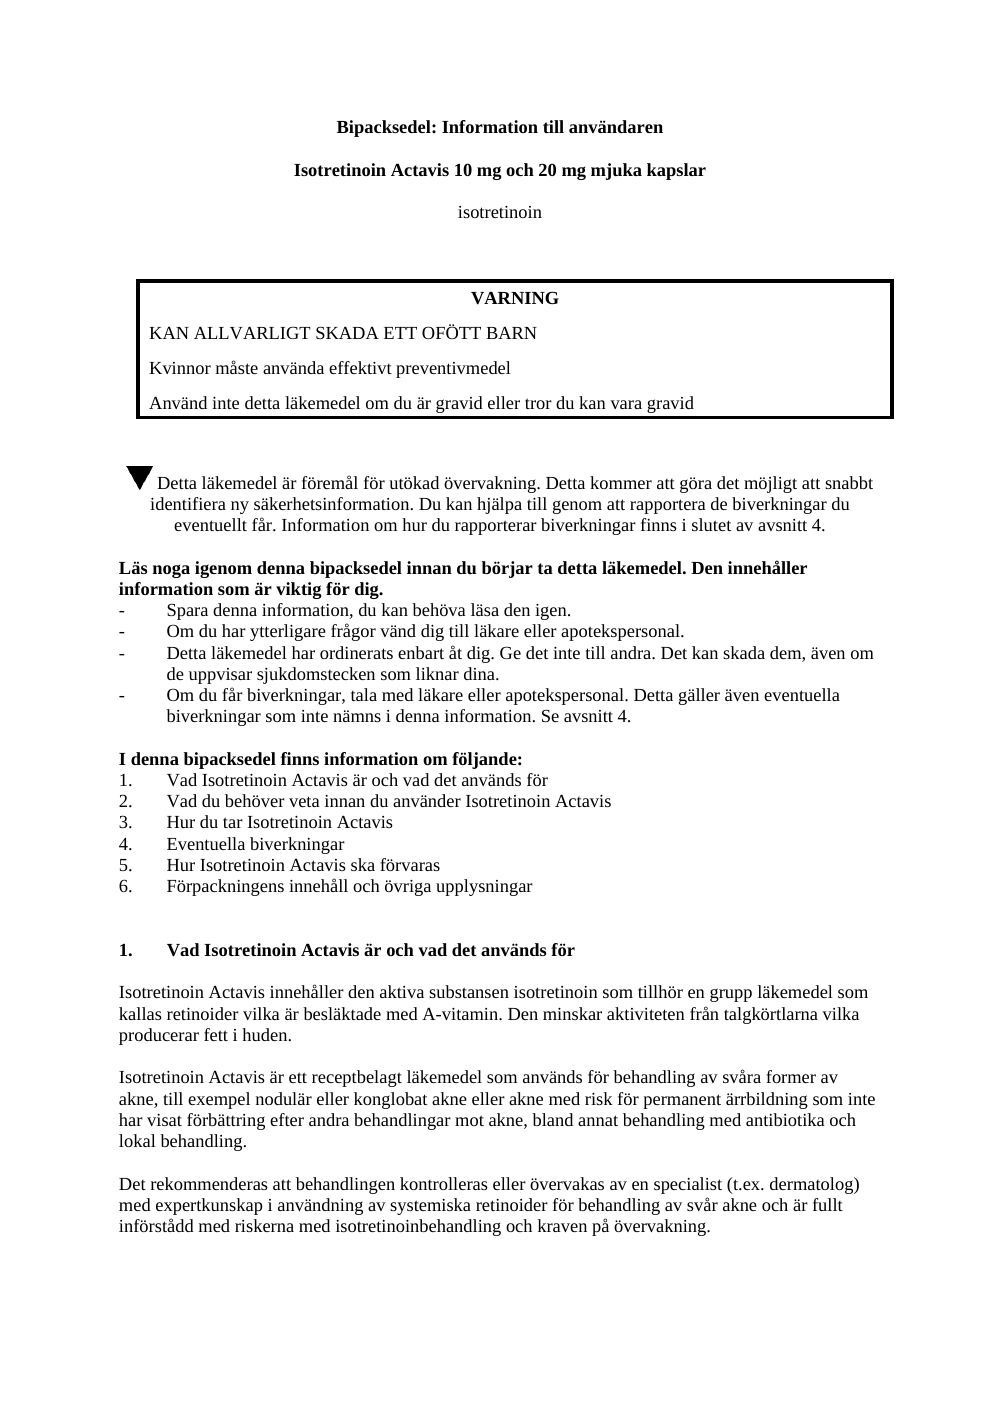 Bipacksedel: Information till användaren
Isotretinoin Actavis 10 mg och 20 mg mjuka kapslar
isotretinoin
VARNING
KAN ALLVARLIGT SKADA ETT OFÖTT BARN
Kvinnor måste använda effektivt preventivmedel
Använd inte detta läkemedel om du är gravid eller tror du kan vara gravid
Detta läkemedel är föremål för utökad övervakning. Detta kommer att göra det möjligt att snabbt
identifiera ny säkerhetsinformation. Du kan hjälpa till genom att rapportera de biverkningar du
eventuellt får. Information om hur du rapporterar biverkningar finns i slutet av avsnitt 4.
Läs noga igenom denna bipacksedel innan du börjar ta detta läkemedel. Den innehåller
information som är viktig för dig.
- Spara denna information, du kan behöva läsa den igen.
- Om du har ytterligare frågor vänd dig till läkare eller apotekspersonal.
- Detta läkemedel har ordinerats enbart åt dig. Ge det inte till andra. Det kan skada dem, även om
de uppvisar sjukdomstecken som liknar dina.
- Om du får biverkningar, tala med läkare eller apotekspersonal. Detta gäller även eventuella
biverkningar som inte nämns i denna information. Se avsnitt 4.
I denna bipacksedel finns information om följande:
1. Vad Isotretinoin Actavis är och vad det används för
2. Vad du behöver veta innan du använder Isotretinoin Actavis
3. Hur du tar Isotretinoin Actavis
4. Eventuella biverkningar
5. Hur Isotretinoin Actavis ska förvaras
6. Förpackningens innehåll och övriga upplysningar
1. Vad Isotretinoin Actavis är och vad det används för
Isotretinoin Actavis innehåller den aktiva substansen isotretinoin som tillhör en grupp läkemedel som
kallas retinoider vilka är besläktade med A-vitamin. Den minskar aktiviteten från talgkörtlarna vilka
producerar fett i huden.
Isotretinoin Actavis är ett receptbelagt läkemedel som används för behandling av svåra former av
akne, till exempel nodulär eller konglobat akne eller akne med risk för permanent ärrbildning som inte
har visat förbättring efter andra behandlingar mot akne, bland annat behandling med antibiotika och
lokal behandling.
Det rekommenderas att behandlingen kontrolleras eller övervakas av en specialist (t.ex. dermatolog)
med expertkunskap i användning av systemiska retinoider för behandling av svår akne och är fullt
införstådd med riskerna med isotretinoinbehandling och kraven på övervakning.